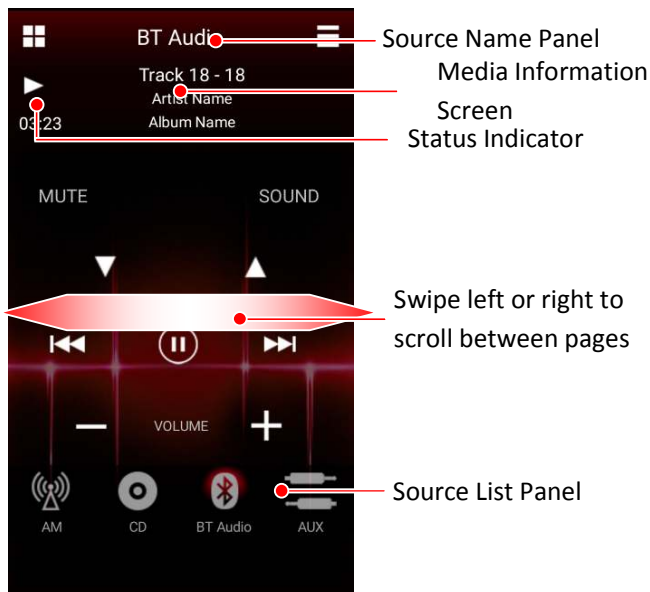 BT Audio
Source Name Panel
Track 18 - 18
Media Information
Artist Name
Screen
03:23
Album Name
Status Indicator
MUTE
SOUND
Swipe left or right to
scroll between pages
VOLUME
Source List Panel
AM
CD
BT Audio
AUX